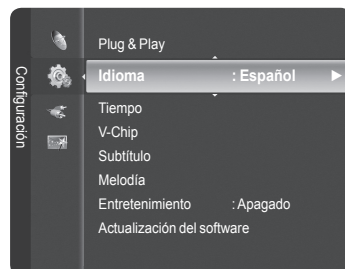 Configuración
Plug & Play
Idioma : Español
Tiempo
V-Chip
Subtítulo
Melodía
Entretenimiento : Apagado
Actualización del software